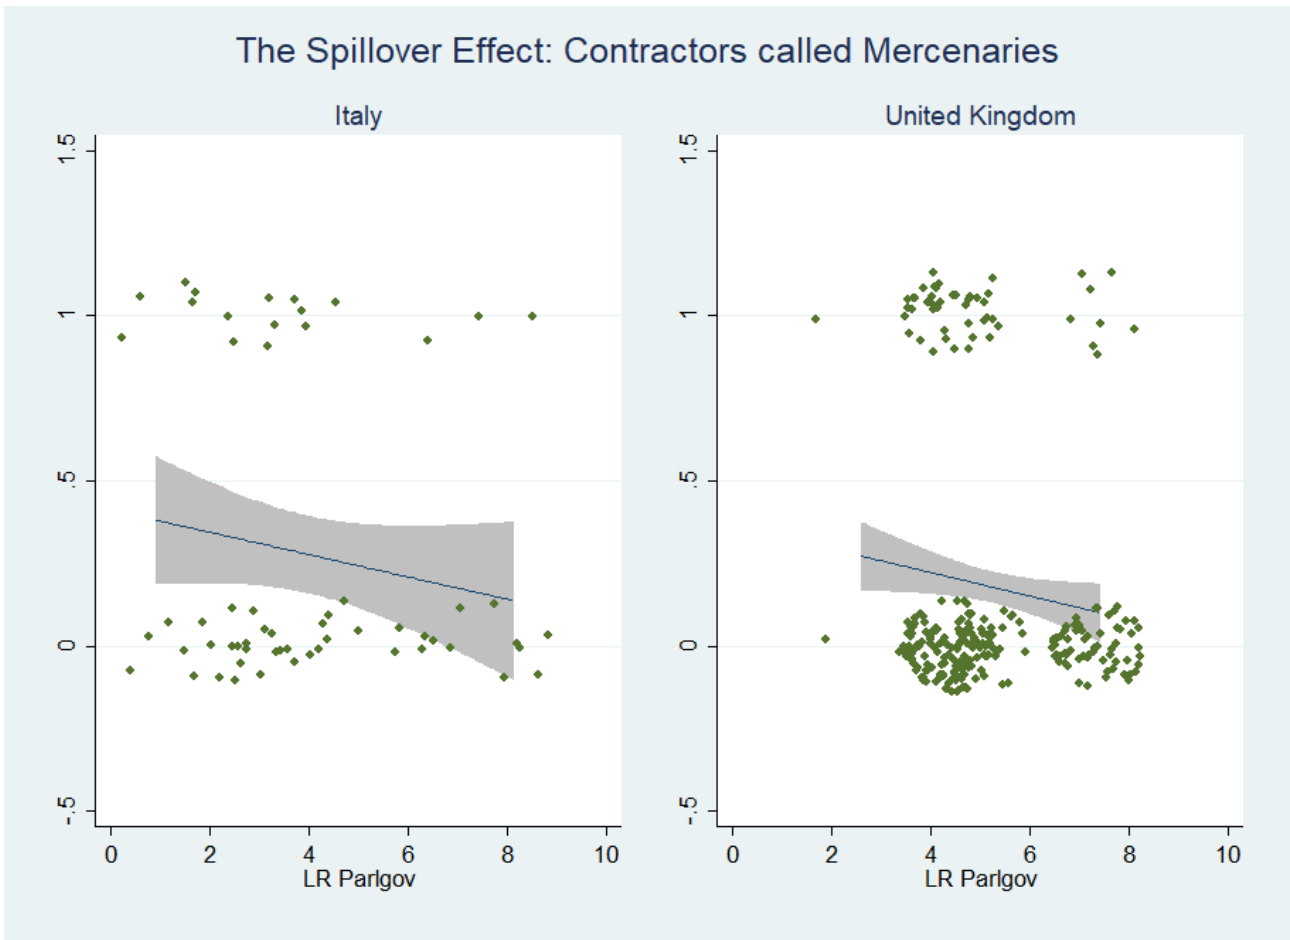 The Spillover Effect: Contractors called Mercenaries
Italy
United Kingdom
1.5
1
.5
0
-.5
0 2 4 6 8 10
LR Parlgov
1.5
1
.5
0
-.5
0 2 4 6 8 10
LR Parlgov